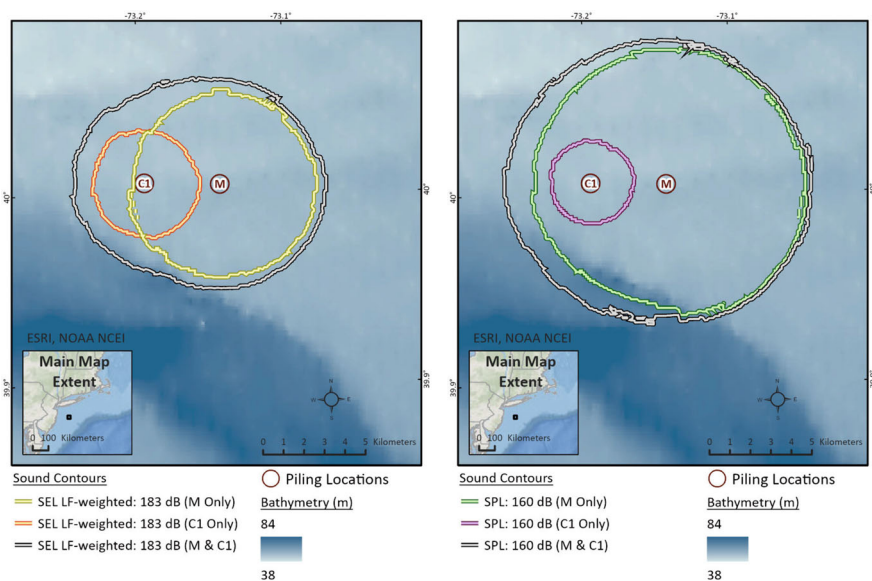 -73.2° -73.1°
C1 M
40° 40°
39.9° 39.9°
ESRI, NOAA NCEI
Main Map
Extent
0 100 Kilometers
N
0 1 2 3 4 5 Kilometers
Sound Contours
SEL LF-weighted: 183 dB (M Only)
SEL LF-weighted: 183 dB (C1 Only)
SEL LF-weighted: 183 dB (M & C1)
Piling Locations
Bathymetry (m)
84
38
-73.2° -73.1°
C1 M
40° 40°
39.9°
ESRI, NOAA NCEI
Main Map
Extent
0 100 Kilometers
N
0 1 2 3 4 5 Kilometers
Sound Contours
SPL: 160 dB (M Only)
SPL: 160 dB (C1 Only)
SPL: 160 dB (M & C1)
Piling Locations
Bathymetry (m)
84
38